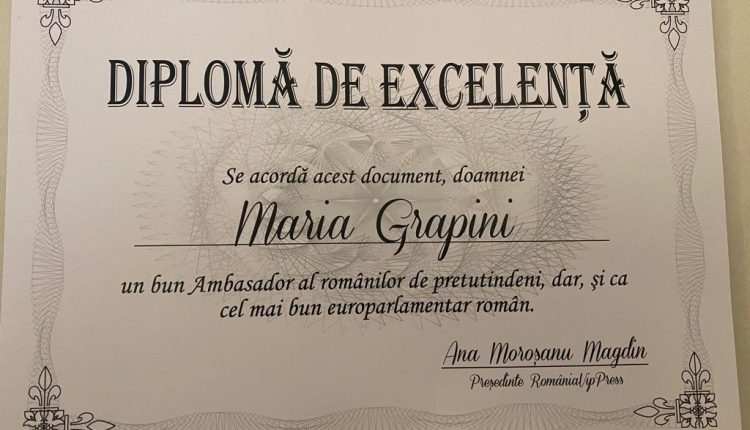 DIPLOMĂ DE EXCELENȚĂ
Se acordă acest document, doamnei
Maria Grapini
un bun Ambasador al românilor de pretutindeni, dar, şi ca
cel mai bun europarlamentar român.
Ana Moroșanu Magdin
Președinte RomâniaVipPress